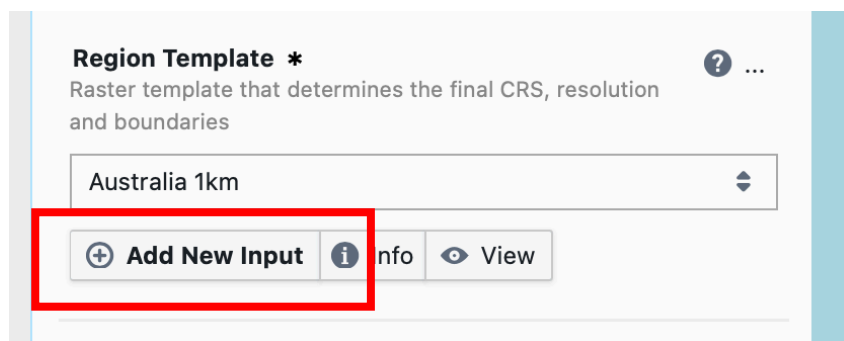 Region Template * ? ...
Raster template that determines the final CRS, resolution
and boundaries
Australia 1km
Add New Input Info View